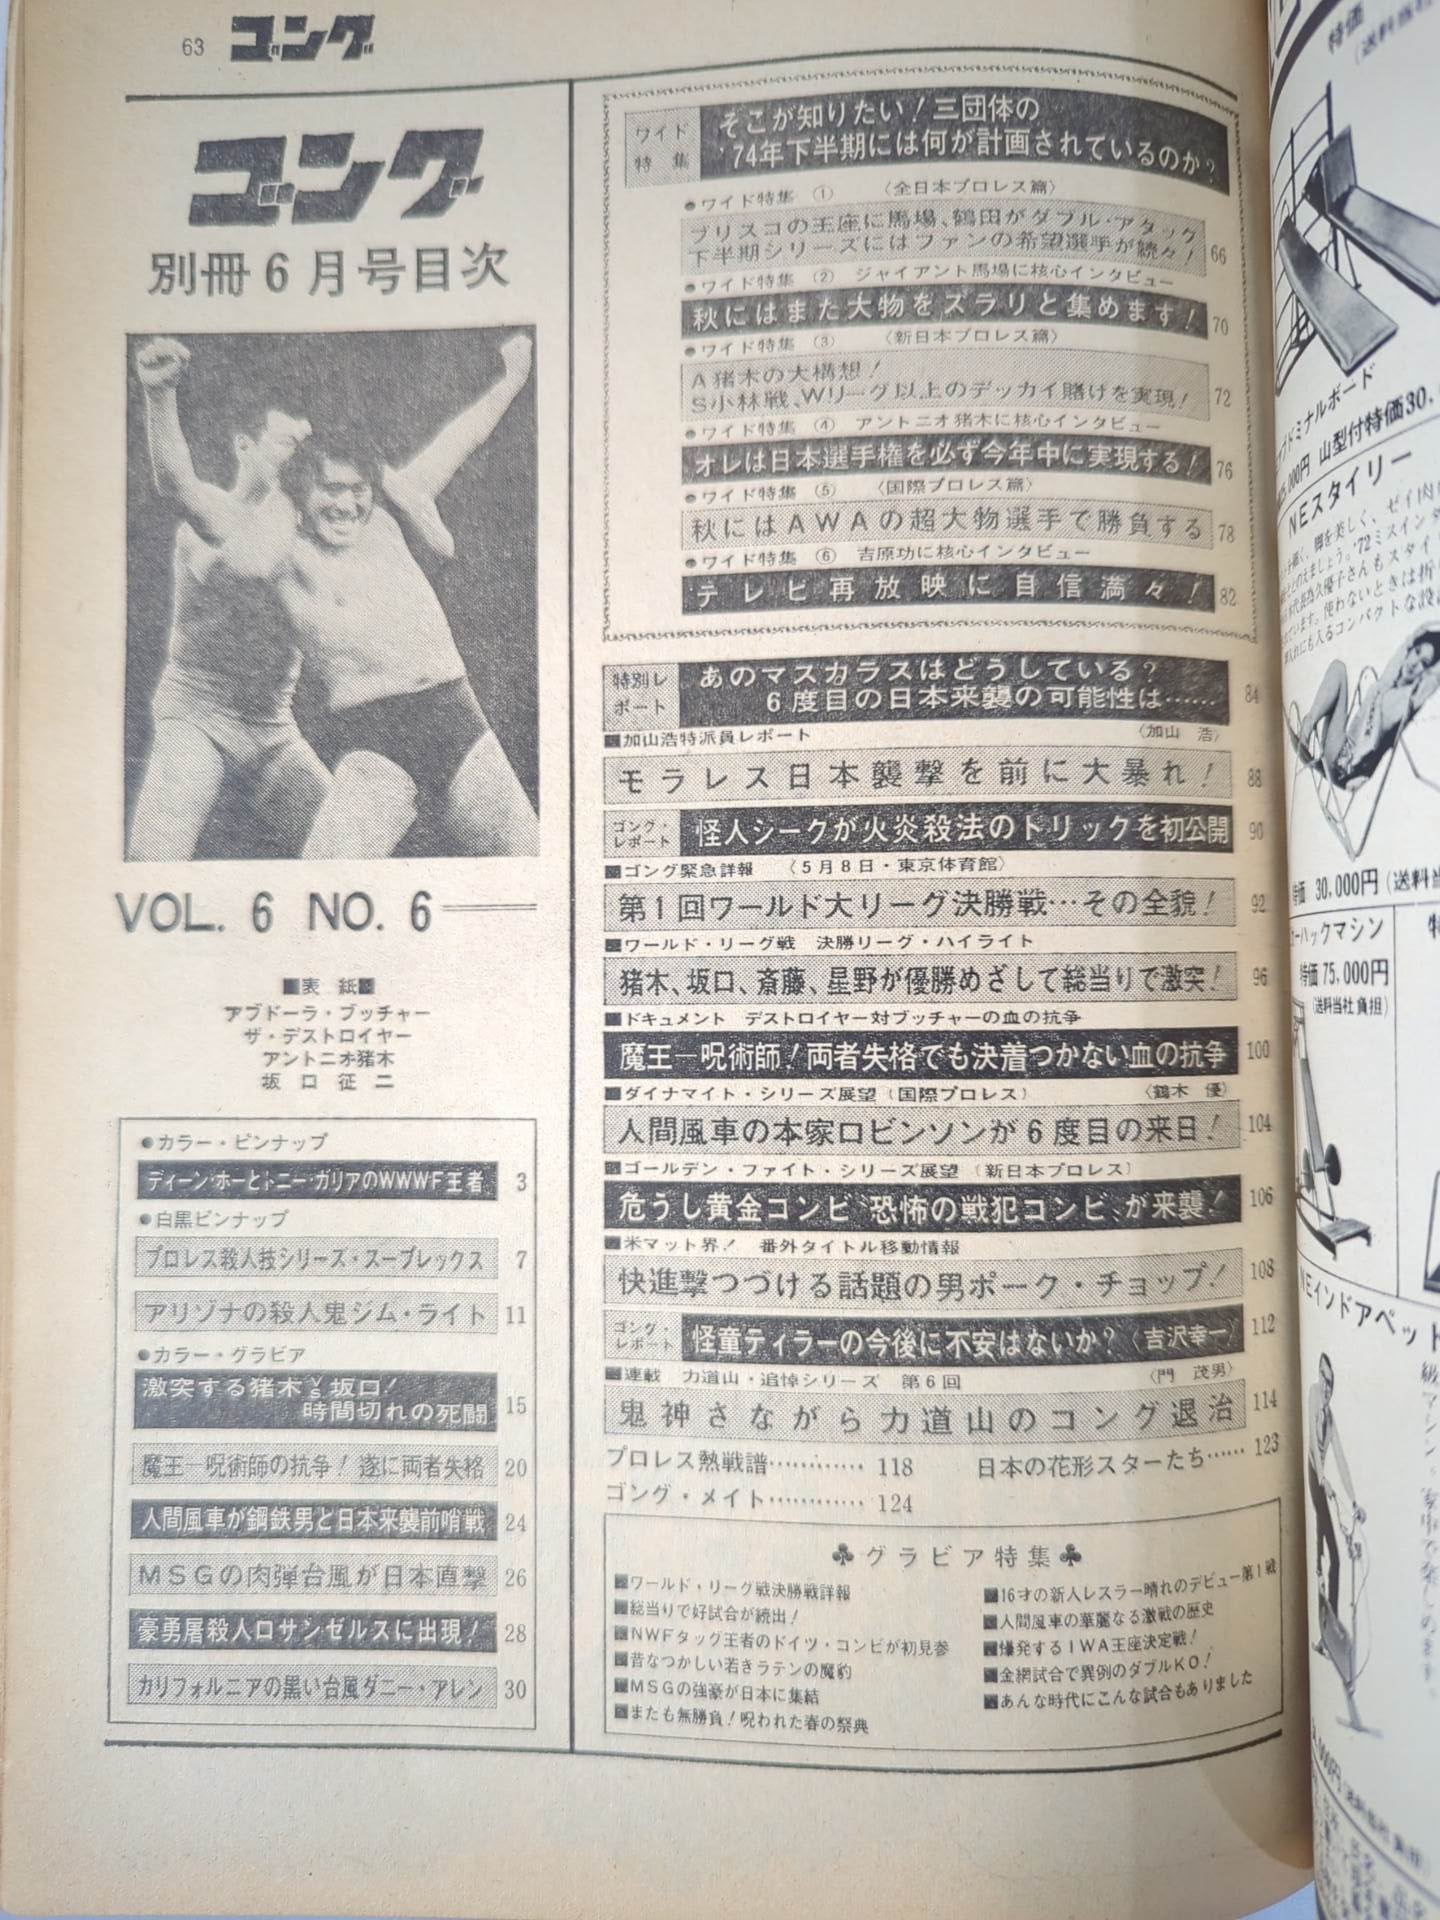 63 ゴング
ゴング
別冊6月号目次
VOL. 6 NO. 6
■表紙■
アブドーラ・ブッチャー
ザ・デストロイヤー
アントニオ猪木
坂口征二
●カラー・ピンナップ
ディーン・ホーとトニー・ガリアのWWWF王者 3
●白黒ピンナップ
プロレス殺人技シリーズ・スープレックス 7
アリゾナの殺人鬼ジム・ライト 11
●カラー・グラビア
激突する猪木VS坂口!
時間切れの死闘 15
魔王―呪術師の抗争! 遂に両者失格 20
人間風車が鋼鉄男と日本来襲前哨戦 24
MSGの肉弾台風が日本直撃 26
豪勇屠殺人ロサンゼルスに出現! 28
カリフォルニアの黒い台風ダニー・アレン 30
ワイド
特集
そこが知りたい!三団体の
'74年下半期には何が計画されているのか?
●ワイド特集 ① 〈全日本プロレス篇〉
ブリスコの王座に馬場、鶴田がダブル・アタック
下半期シリーズにはファンの希望選手が続々! 66
●ワイド特集 ② ジャイアント馬場に核心インタビュー
秋にはまた大物をズラリと集めます! 70
●ワイド特集 ③ 〈新日本プロレス篇〉
A猪木の大構想!
S小林戦、Wリーグ以上のデッカイ賭けを実現! 72
●ワイド特集 ④ アントニオ猪木に核心インタビュー
オレは日本選手権を必ず今年中に実現する! 76
●ワイド特集 ⑤ 〈国際プロレス篇〉
秋にはAWAの超大物選手で勝負する 78
●ワイド特集 ⑥ 吉原功に核心インタビュー
テレビ再放映に自信満々! 82
特別レ
ポート
あのマスカラスはどうしている?
6度目の日本来襲の可能性は…… 84
■加山浩特派員レポート 〈加山 浩〉
モラレス日本襲撃を前に大暴れ! 88
ゴング・
レポート
怪人シークが火炎殺法のトリックを初公開 90
■ゴング緊急詳報 〈5月8日・東京体育館〉
第1回ワールド大リーグ決勝戦…その全貌! 92
■ワールド・リーグ戦 決勝リーグ・ハイライト
猪木、坂口、斎藤、星野が優勝めざして総当りで激突! 96
■ドキュメント デストロイヤー対ブッチャーの血の抗争
魔王―呪術師!両者失格でも決着つかない血の抗争 100
■ダイナマイト・シリーズ展望(国際プロレス) 〈鶴木 優〉
人間風車の本家ロビンソンが6度目の来日! 104
■ゴールデン・ファイト・シリーズ展望(新日本プロレス)
危うし黄金コンビ〝恐怖の戦犯コンビ〟が来襲! 106
■米マット界! 番外タイトル移動情報
快進撃つづける話題の男ポーク・チョップ! 108
ゴング・
レポート
怪童ティラーの今後に不安はないか?〈吉沢幸一〉 112
■連載 力道山・追悼シリーズ 第6回 〈門 茂男〉
鬼神さながら力道山のコング退治 114
プロレス熱戦譜………… 118 日本の花形スターたち…… 123
ゴング・メイト………… 124
♣グラビア特集♣
■ワールド・リーグ戦決勝戦詳報
■総当りで好試合が続出!
■NWFタッグ王者のドイツ・コンビが初見参
■昔なつかしい若きラテンの魔豹
■MSGの強豪が日本に集結
■またも無勝負!呪われた春の祭典
■16才の新人レスラー晴れのデビュー第1戦
■人間風車の華麗なる激戦の歴史
■爆発するIWA王座決定戦!
■金網試合で異例のダブルKO!
■あんな時代にこんな試合もありました
特価
(送料当社
山型付特価30,
NEスタイリー
特価 30,000円(送料当
ハックマシン
特価 75,000円
(送料当社負担)
NEインドアペット